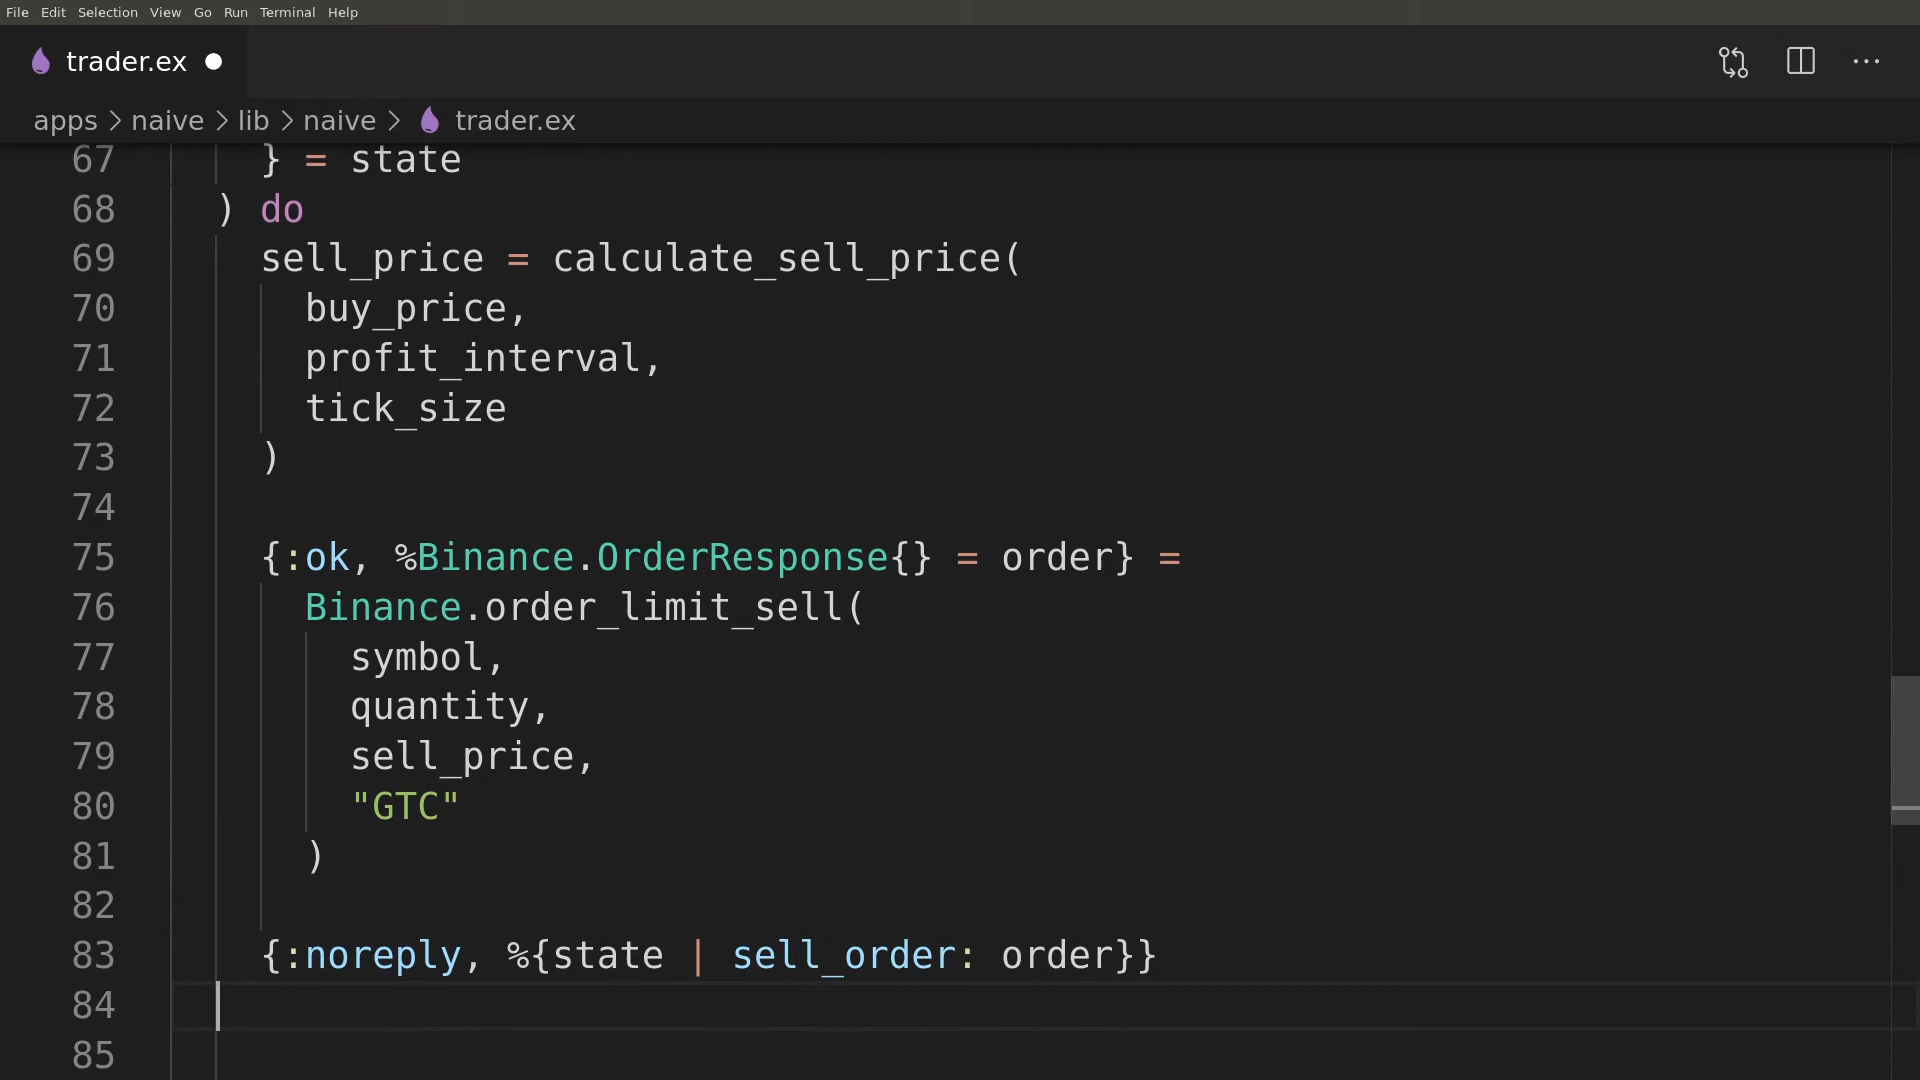 File Edit Selection View Go Run Terminal Help
trader.ex
apps > naive > lib > naive > trader.ex
67 } = state
68 ) do
69 sell_price = calculate_sell_price(
70 buy_price,
71 profit_interval,
72 tick_size
73 )
74
75 {:ok, %Binance.OrderResponse{} = order} =
76 Binance.order_limit_sell(
77 symbol,
78 quantity,
79 sell_price,
80 "GTC"
81 )
82
83 {:noreply, %{state | sell_order: order}}
84
85